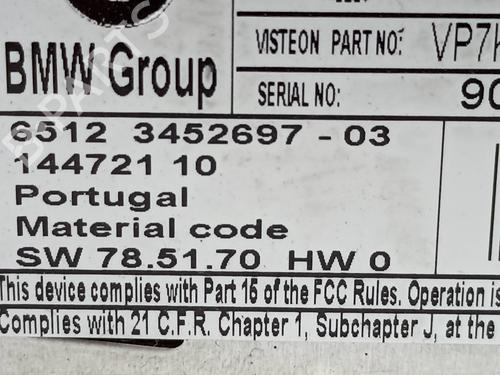 VISTEON PART NO: VP7
BMW Group
SERIAL NO: 90
6512 3452697 - 03
144721 10
Portugal
Material code
SW 78.51.70 HW 0
This device complies with Part 15 of the FCC Rules. Operation is
Complies with 21 C.F.R. Chapter 1, Subchapter J, at the